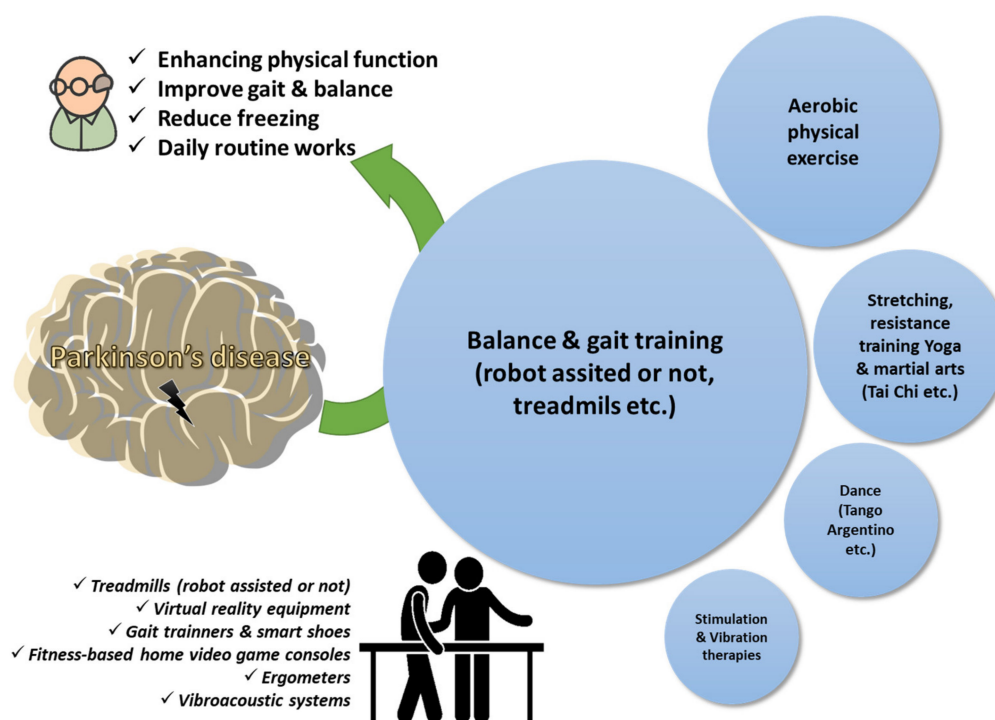 ✓ Enhancing physical function
✓ Improve gait & balance
✓ Reduce freezing
✓ Daily routine works
Aerobic
physical
exercise
Parkinson's disease
Balance & gait training
(robot assited or not,
treadmils etc.)
Stretching,
resistance
training Yoga
& martial arts
(Tai Chi etc.)
Dance
(Tango
Argentino
etc.)
Stimulation
& Vibration
therapies
✓ Treadmills (robot assisted or not)
✓ Virtual reality equipment
✓ Gait trainners & smart shoes
✓ Fitness-based home video game consoles
✓ Ergometers
✓ Vibroacoustic systems